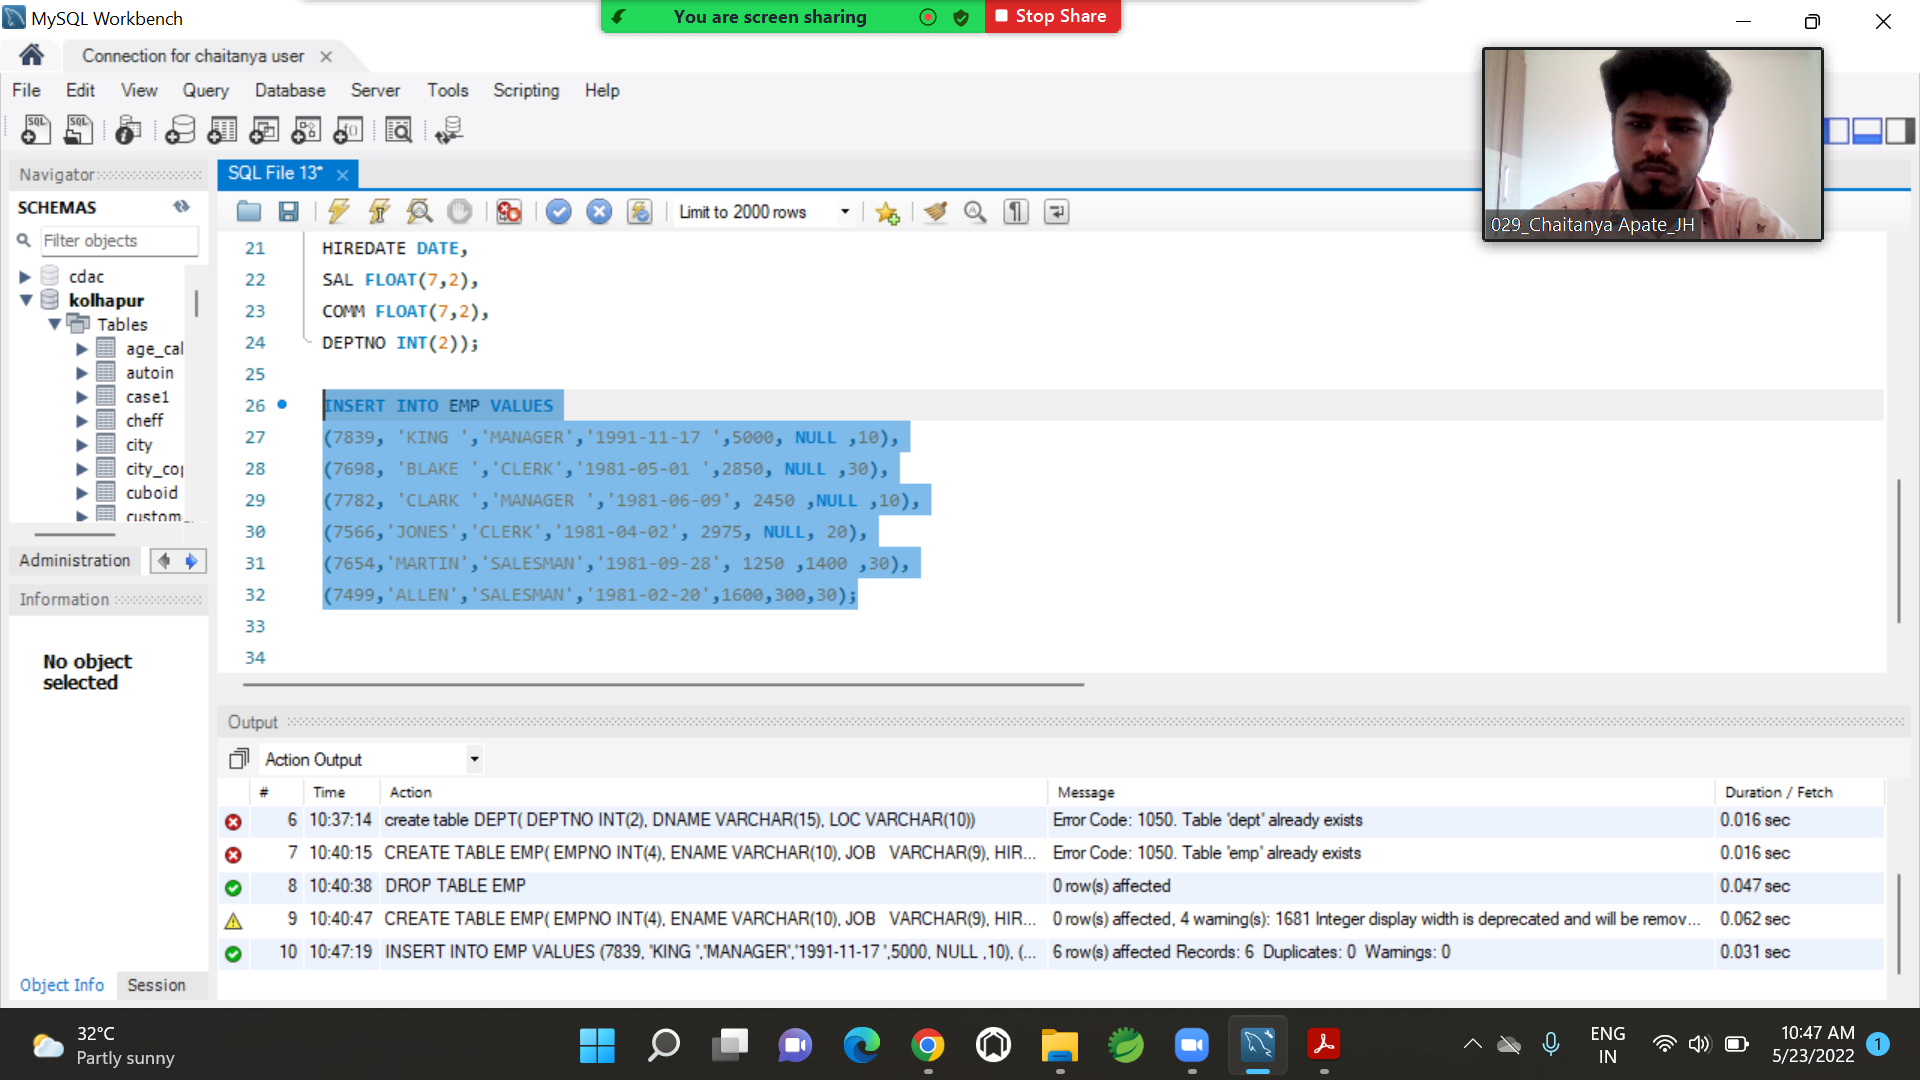 MySQL Workbench
You are screen sharing
Stop Share
Connection for chaitanya user
File Edit View Query Database Server Tools Scripting Help
029_Chaitanya Apate_JH
Navigator
SQL File 13*
SCHEMAS
Limit to 2000 rows
Filter objects
cdac
kolhapur
Tables
age_cal
autoin
case1
cheff
city
city_co
cuboid
custom
Administration
Information
No object
selected
Object Info Session
21 HIREDATE DATE,
22 SAL FLOAT(7,2),
23 COMM FLOAT(7,2),
24 DEPTNO INT(2));
25
26 INSERT INTO EMP VALUES
27 (7839, 'KING ','MANAGER','1991-11-17 ',5000, NULL ,10),
28 (7698, 'BLAKE ','CLERK','1981-05-01 ',2850, NULL ,30),
29 (7782, 'CLARK ','MANAGER ','1981-06-09', 2450 ,NULL ,10),
30 (7566,'JONES','CLERK','1981-04-02', 2975, NULL, 20),
31 (7654,'MARTIN','SALESMAN','1981-09-28', 1250 ,1400 ,30),
32 (7499,'ALLEN','SALESMAN','1981-02-20',1600,300,30);
33
34
Output
Action Output
# Time Action Message Duration / Fetch
6 10:37:14 create table DEPT( DEPTNO INT(2), DNAME VARCHAR(15), LOC VARCHAR(10)) Error Code: 1050. Table 'dept' already exists 0.016 sec
7 10:40:15 CREATE TABLE EMP( EMPNO INT(4), ENAME VARCHAR(10), JOB VARCHAR(9), HIR... Error Code: 1050. Table 'emp' already exists 0.016 sec
8 10:40:38 DROP TABLE EMP 0 row(s) affected 0.047 sec
9 10:40:47 CREATE TABLE EMP( EMPNO INT(4), ENAME VARCHAR(10), JOB VARCHAR(9), HIR... 0 row(s) affected, 4 warning(s): 1681 Integer display width is deprecated and will be remov... 0.062 sec
10 10:47:19 INSERT INTO EMP VALUES (7839, 'KING ','MANAGER','1991-11-17 ',5000, NULL ,10), (... 6 row(s) affected Records: 6 Duplicates: 0 Warnings: 0 0.031 sec
32°C
Partly sunny
ENG
IN
10:47 AM
5/23/2022
1